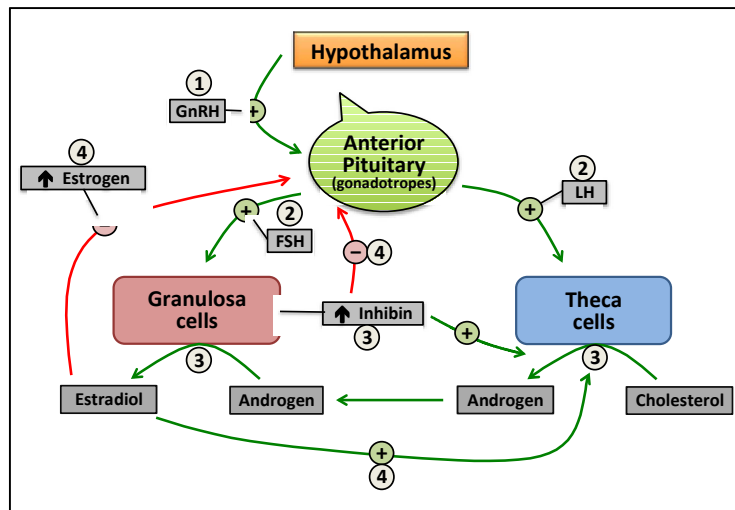 Hypothalamus
1
GnRH
+
Anterior
Pituitary
(gonadotropes)
4
Estrogen
2
LH
+
+
2
FSH
−
4
Granulosa
cells
Inhibin
3
+
Theca
cells
3
3
Estradiol
Androgen
Androgen
Cholesterol
+
4